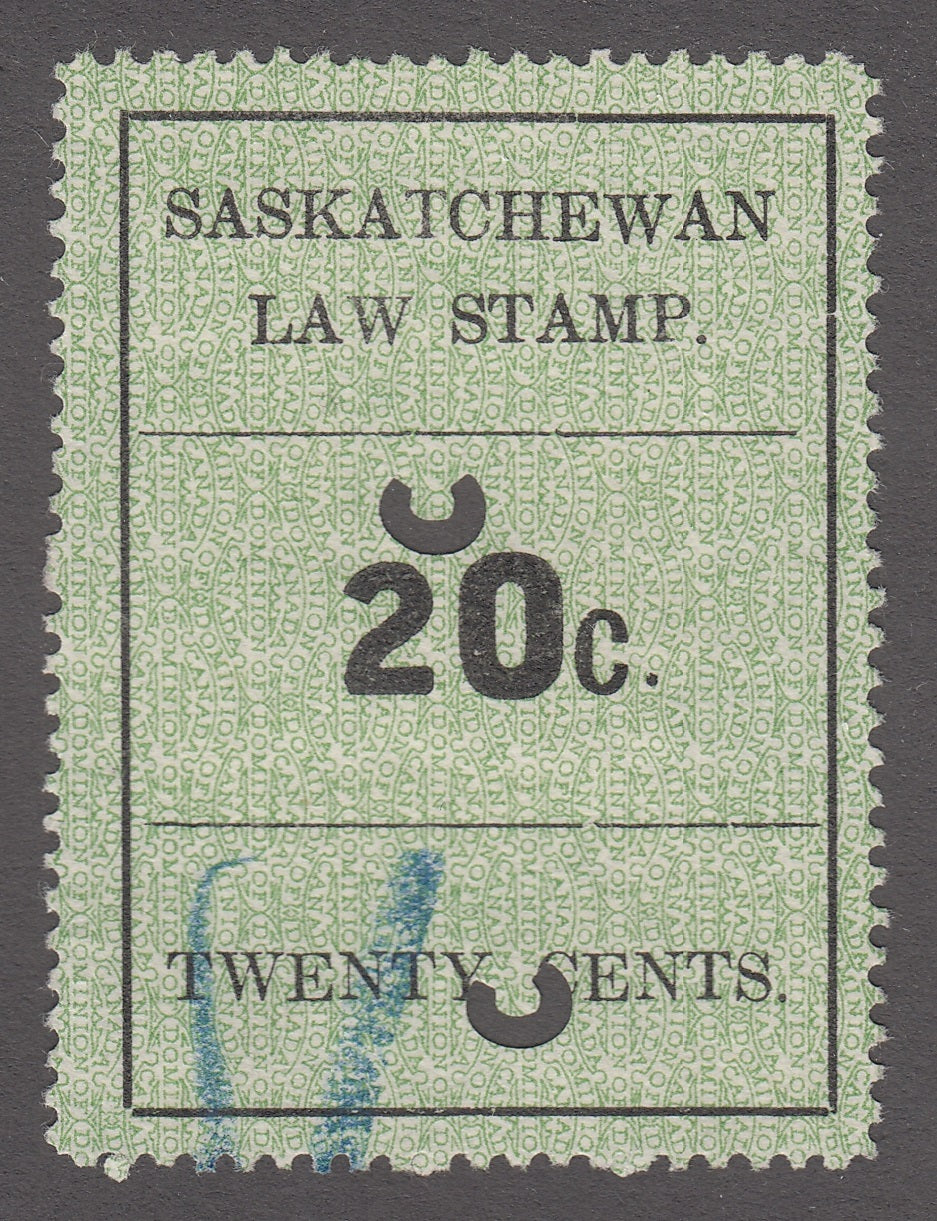 SASKATCHEWAN
LAW STAMP.
20c.
TWENTY CENTS.